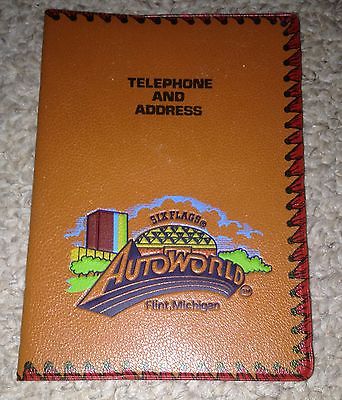 TELEPHONE
AND
ADDRESS
SIX FLAGS®
AUTOWORLD
Flint, Michigan